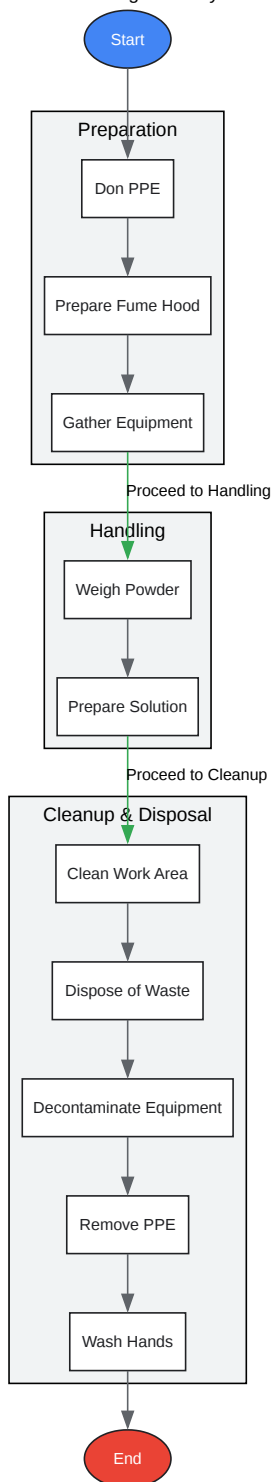 Start
Preparation
Don PPE
Prepare Fume Hood
Gather Equipment
Proceed to Handling
Handling
Weigh Powder
Prepare Solution
Proceed to Cleanup
Cleanup & Disposal
Clean Work Area
Dispose of Waste
Decontaminate Equipment
Remove PPE
Wash Hands
End